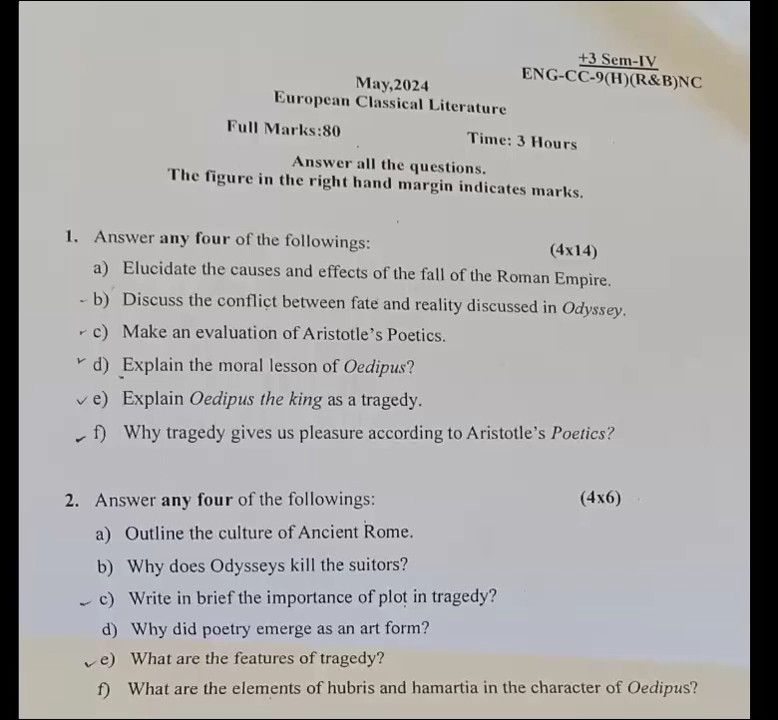 +3 Sem-IV
ENG-CC-9(H)(R&B)NC
May,2024
European Classical Literature
Full Marks:80 Time: 3 Hours
Answer all the questions.
The figure in the right hand margin indicates marks.
1. Answer any four of the followings: (4x14)
a) Elucidate the causes and effects of the fall of the Roman Empire.
b) Discuss the conflict between fate and reality discussed in Odyssey.
c) Make an evaluation of Aristotle's Poetics.
d) Explain the moral lesson of Oedipus?
e) Explain Oedipus the king as a tragedy.
f) Why tragedy gives us pleasure according to Aristotle's Poetics?
2. Answer any four of the followings: (4x6)
a) Outline the culture of Ancient Rome.
b) Why does Odysseys kill the suitors?
c) Write in brief the importance of plot in tragedy?
d) Why did poetry emerge as an art form?
e) What are the features of tragedy?
f) What are the elements of hubris and hamartia in the character of Oedipus?